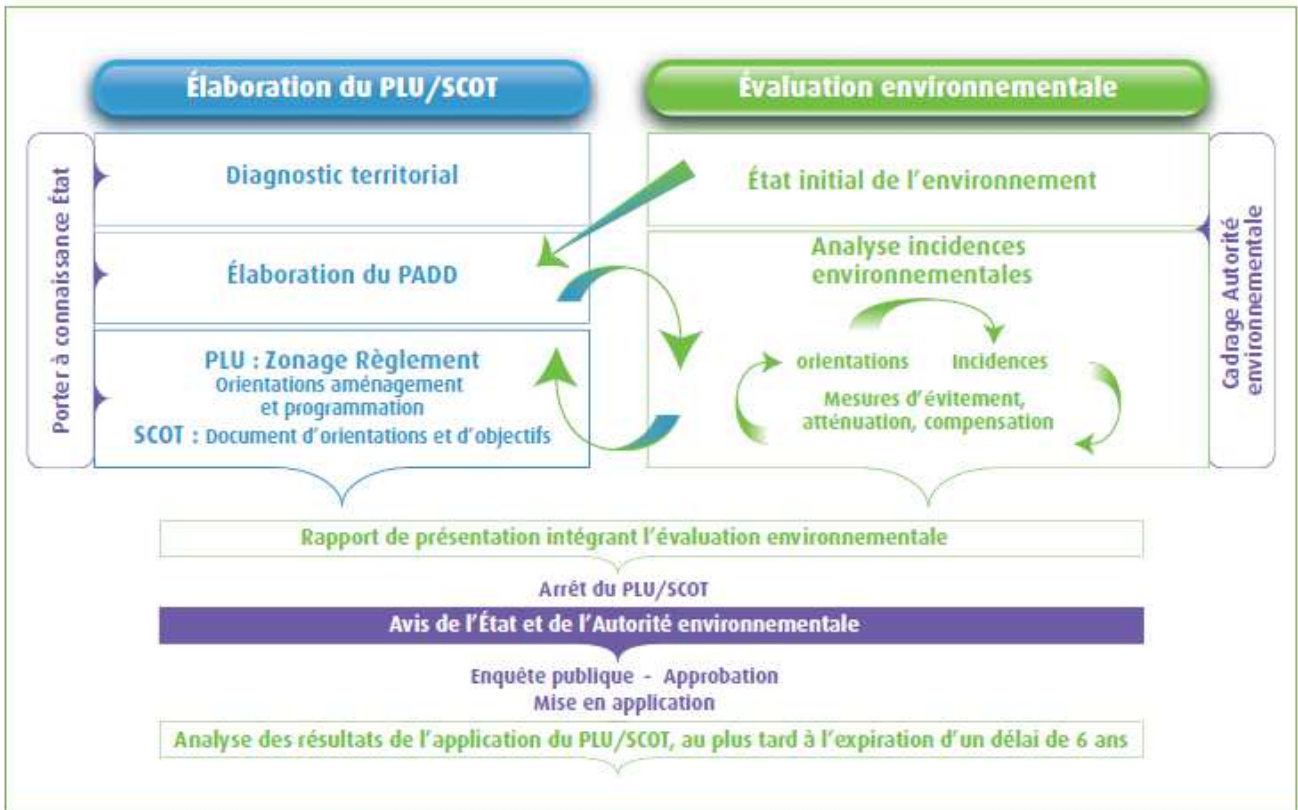 Élaboration du PLU/SCOT
Évaluation environnementale
Porter à connaissance État
Diagnostic territorial
Élaboration du PADD
PLU : Zonage Règlement
Orientations aménagement
et programmation
SCOT : Document d'orientations et d'objectifs
État initial de l'environnement
Analyse incidences
environnementales
orientations
Incidences
Mesures d'évitement,
atténuation, compensation
Cadrage Autorité
environnementale
Rapport de présentation intégrant l'évaluation environnementale
Arrêt du PLU/SCOT
Avis de l'État et de l'Autorité environnementale
Enquête publique - Approbation
Mise en application
Analyse des résultats de l'application du PLU/SCOT, au plus tard à l'expiration d'un délai de 6 ans